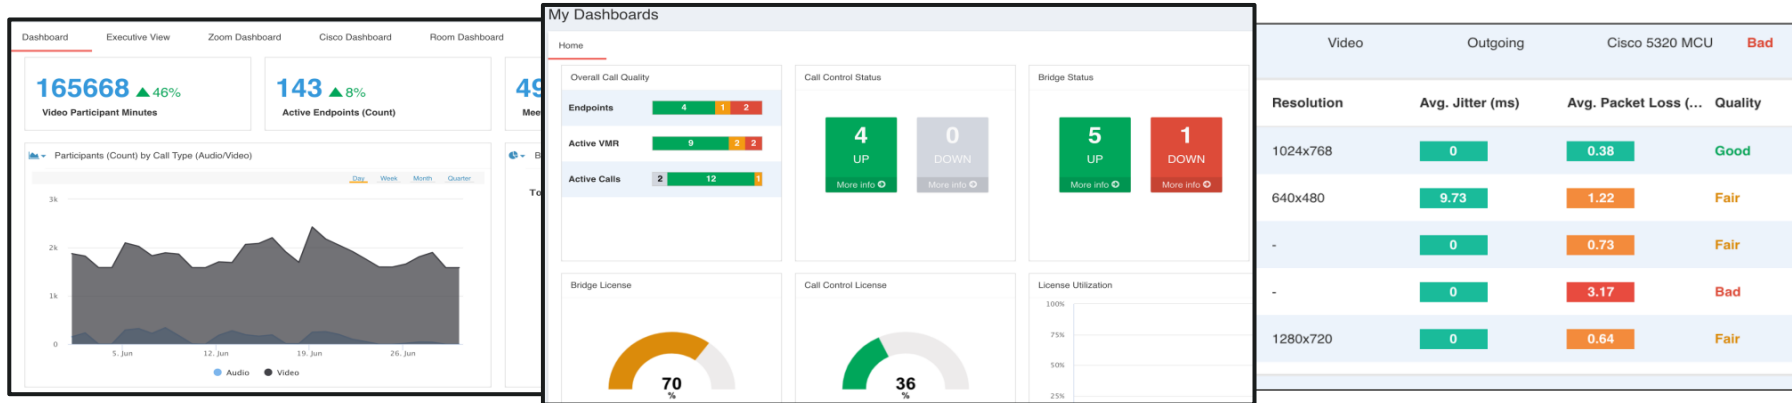 Dashboard Executive View Zoom Dashboard Cisco Dashboard Room Dashboard
165668 46%
Video Participant Minutes
143 8%
Active Endpoints (Count)
49
Mee
Participants (Count) by Call Type (Audio/Video)
B
To
Day Week Month Quarter
3k
2k
1k
0
5. Jun 12. Jun 19. Jun 26. Jun
Audio Video
My Dashboards
Home
Overall Call Quality
Endpoints 4 1 2
Active VMR 9 2 2
Active Calls 2 12 1
Call Control Status
4 0
UP DOWN
More info More info
Bridge Status
5 1
UP DOWN
More info More info
Bridge License
70
%
Call Control License
36
%
License Utilization
100%
75%
50%
25%
Video Outgoing Cisco 5320 MCU Bad
Resolution Avg. Jitter (ms) Avg. Packet Loss (... Quality
1024x768 0 0.38 Good
640x480 9.73 1.22 Fair
- 0 0.73 Fair
- 0 3.17 Bad
1280x720 0 0.64 Fair